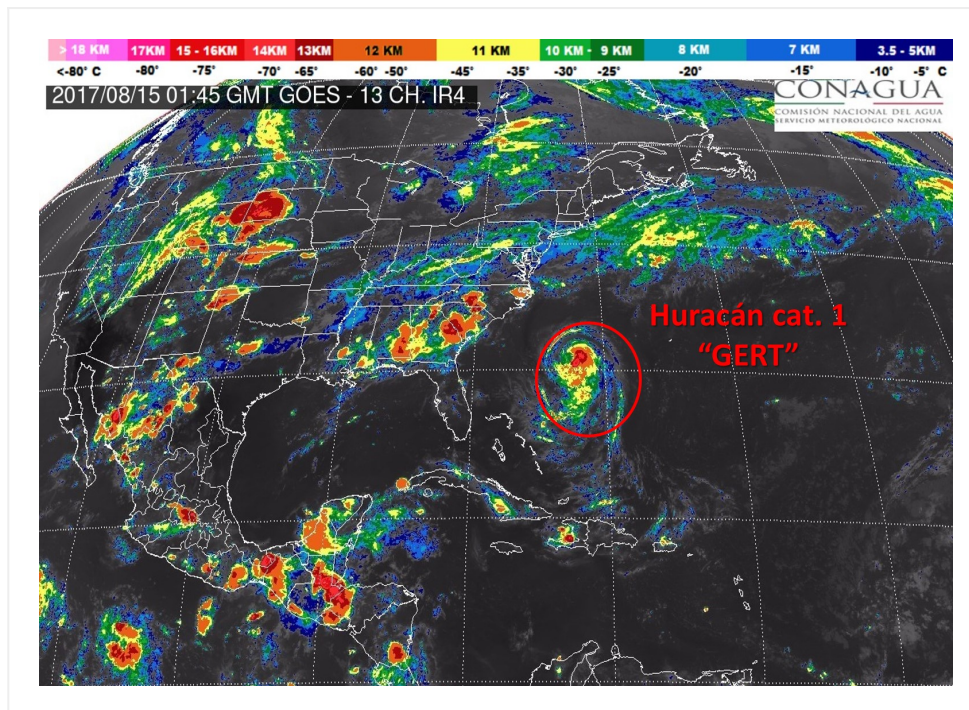 > 18 KM 17KM 15 - 16KM 14KM 13KM 12 KM 11 KM 10 KM - 9 KM 8 KM 7 KM 3.5 - 5KM
<-80° C -80° -75° -70° -65° -60° -50° -45° -35° -30° -25° -20° -15° -10° -5° C
2017/08/15 01:45 GMT GOES - 13 CH. IR4
CONAGUA
COMISIÓN NACIONAL DEL AGUA
SERVICIO METEOROLÓGICO NACIONAL
Huracán cat. 1
“GERT”